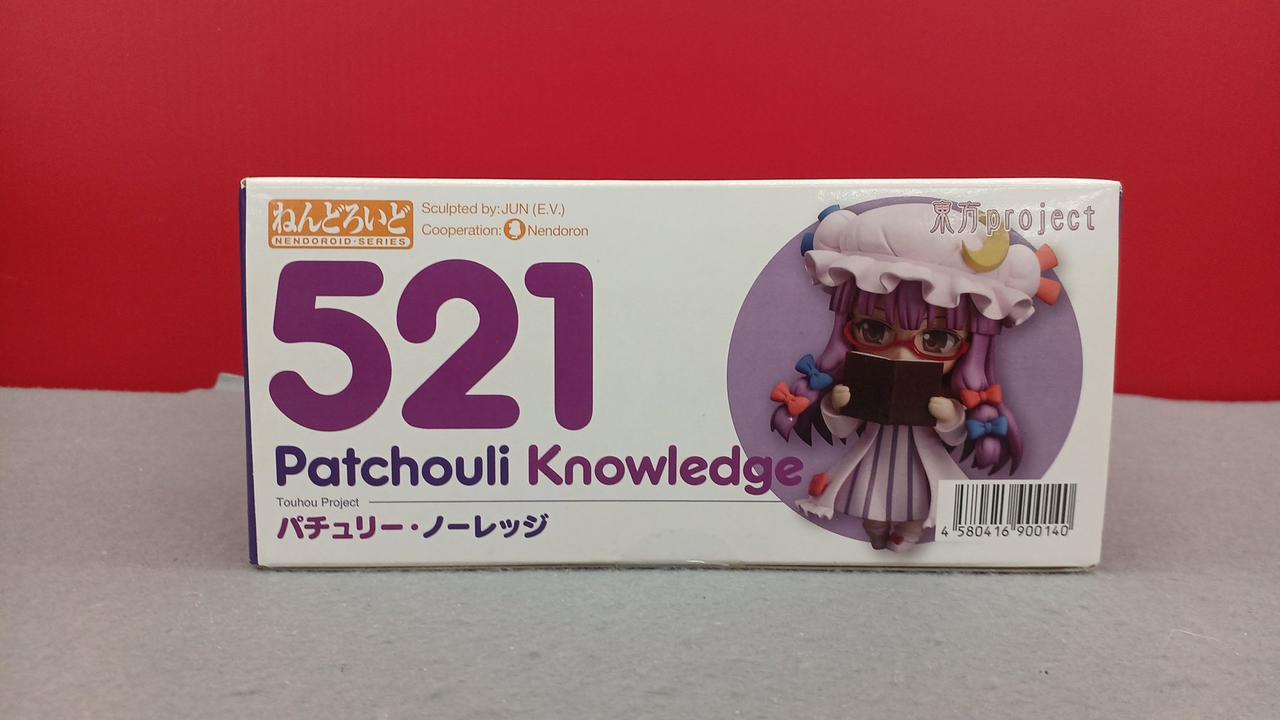 ねんどろいど
NENDOROID·SERIES
Sculpted by: JUN (E.V.)
Cooperation: Nendoron
521
Patchouli Knowledge
Touhou Project
パチュリー・ノーレッジ
東方project
4 580416 900140